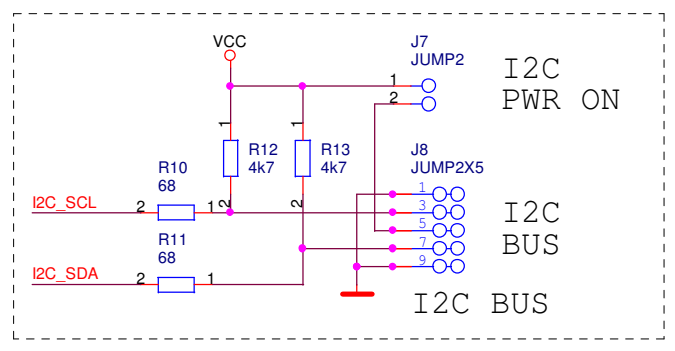 VCC
J7
JUMP2
I2C
PWR ON
1
2
1
1
R12
4k7
R13
4k7
J8
JUMP2X5
R10
68
I2C_SCL
2
1
2
2
1
3
5
7
9
I2C
BUS
R11
68
I2C_SDA
2
1
I2C BUS